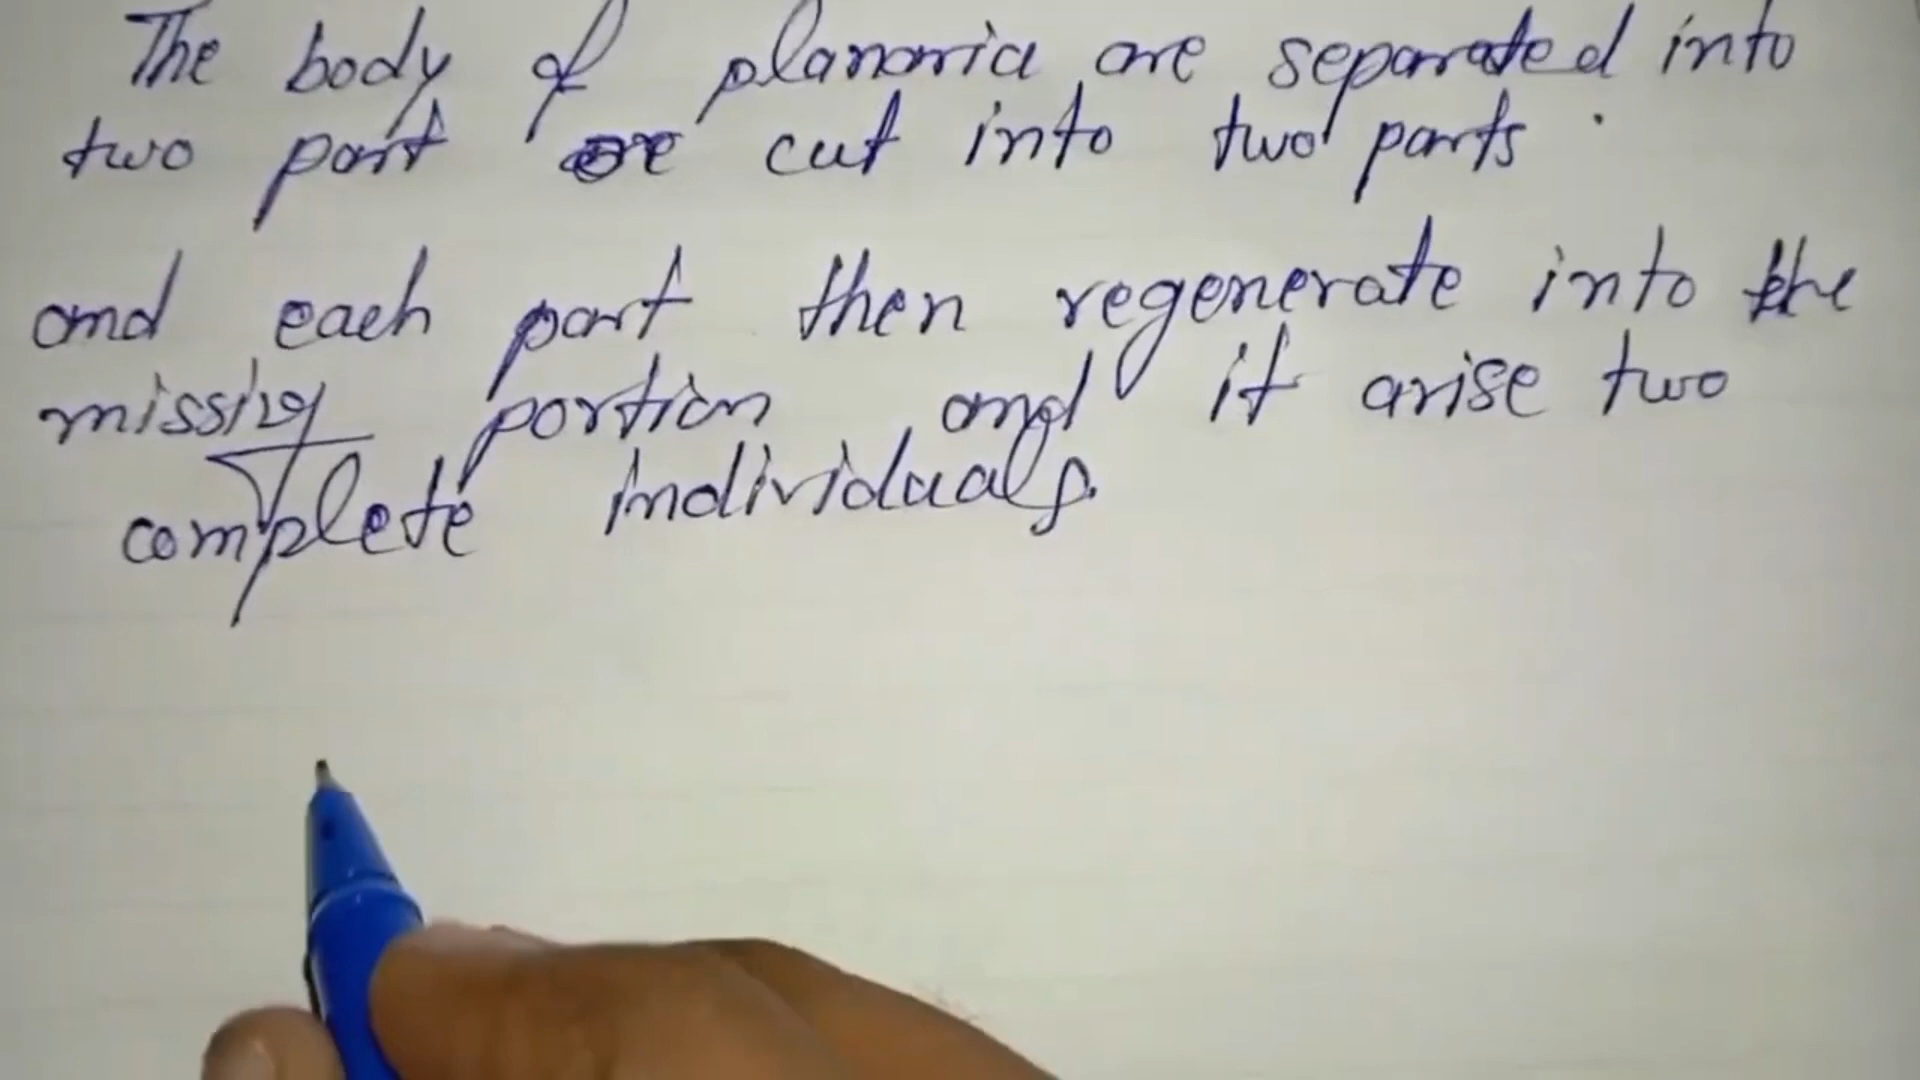 The body of planaria are separated into
two part or cut into two parts.
and each part then regenerate into the
missing portion and it arise two
complete individuals.